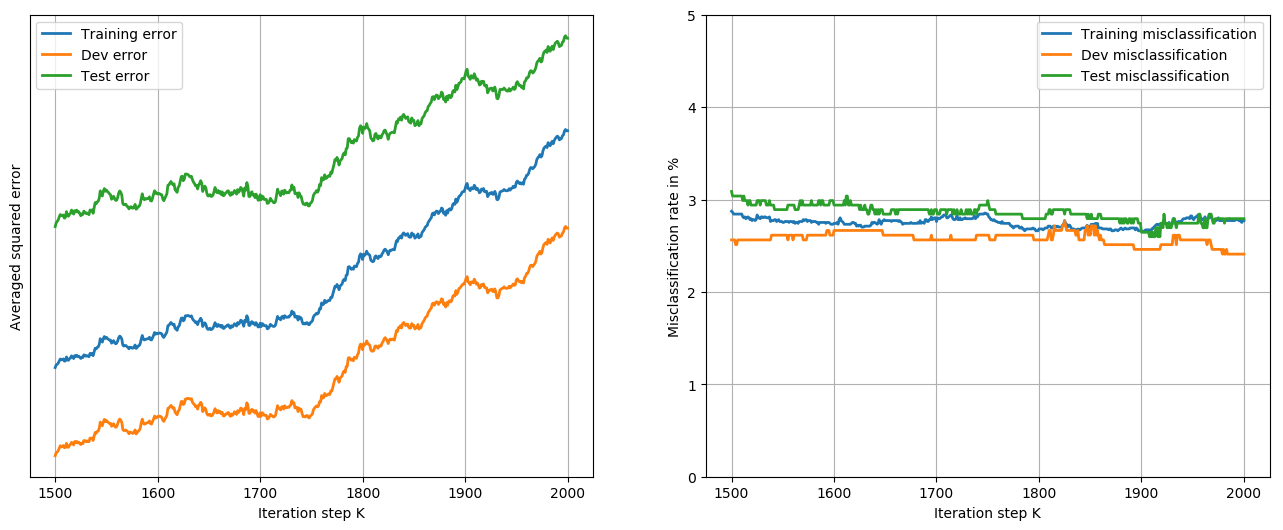 Training error
Dev error
Test error
Averaged squared error
1500 1600 1700 1800 1900 2000
Iteration step K
Training misclassification
Dev misclassification
Test misclassification
Misclassification rate in %
5
4
3
2
1
0
1500 1600 1700 1800 1900 2000
Iteration step K